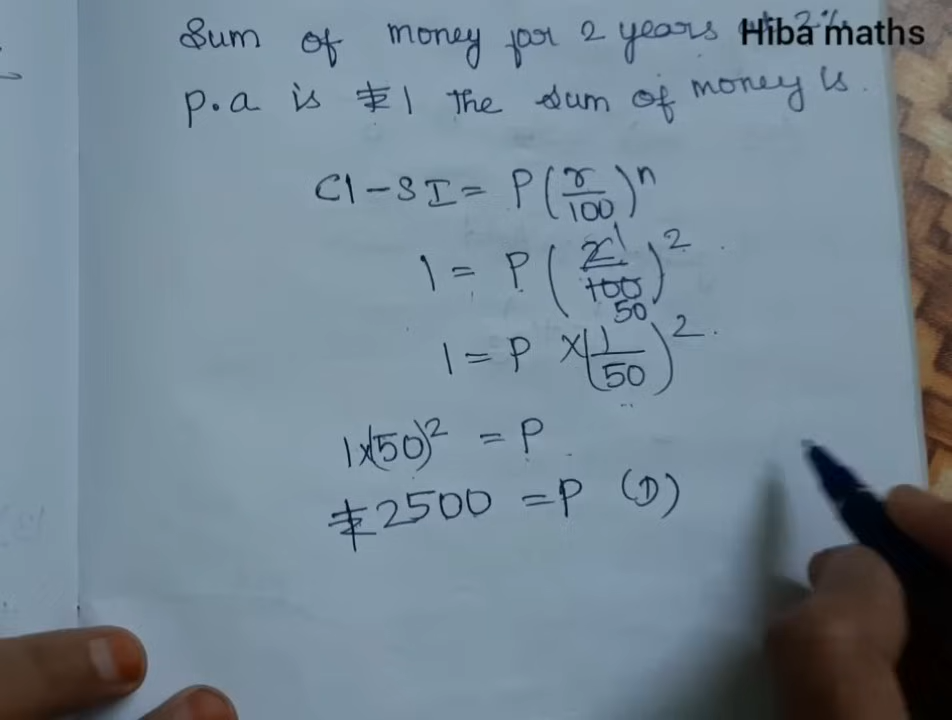 Sum of money for 2 years
Hiba maths
p.a is ₹1 The sum of money is.
CI - SI = P(r/100)^n
1 = P(2/100)^2
1
50
1 = P × (1/50)^2
1×(50)^2 = P
₹2500 = P (D)